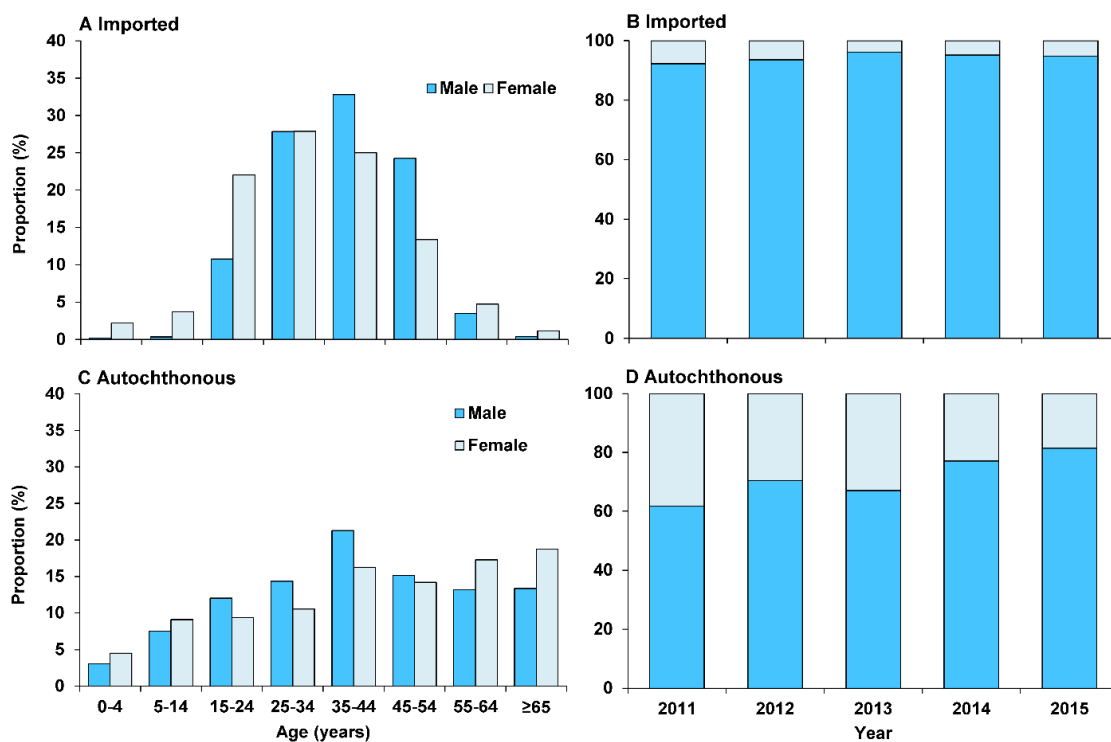 A Imported
Proportion (%)
40
35
30
25
20
15
10
5
0
Male Female
B Imported
100
80
60
40
20
0
C Autochthonous
Proportion (%)
40
35
30
25
20
15
10
5
0
Male
Female
0-4 5-14 15-24 25-34 35-44 45-54 55-64 ≥65
Age (years)
D Autochthonous
100
80
60
40
20
0
2011 2012 2013 2014 2015
Year